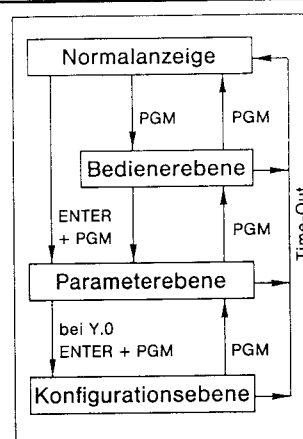 Normalanzeige
PGM
PGM
Bedienerebene
ENTER
+ PGM
PGM
Time-Out
Parameterebene
bei Y.0
ENTER + PGM
PGM
Konfigurationsebene